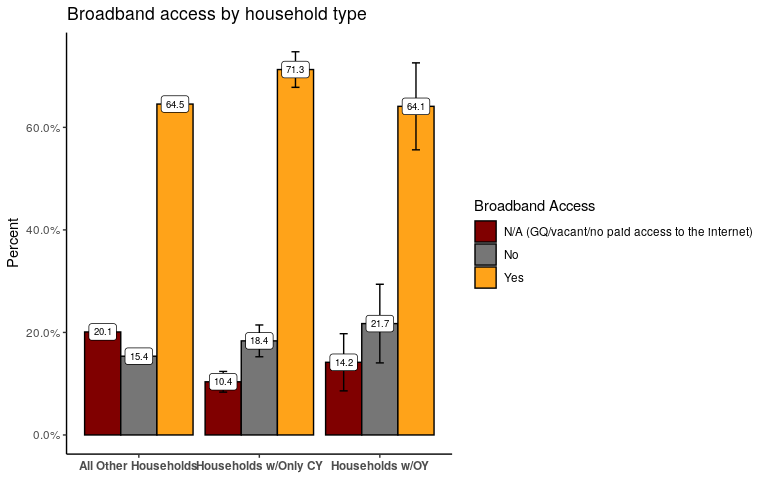 Broadband access by household type
Percent
60.0%
40.0%
20.0%
0.0%
20.1
15.4
64.5
10.4
18.4
71.3
14.2
21.7
64.1
All Other Households
Households w/Only CY
Households w/OY
Broadband Access
N/A (GQ/vacant/no paid access to the internet)
No
Yes